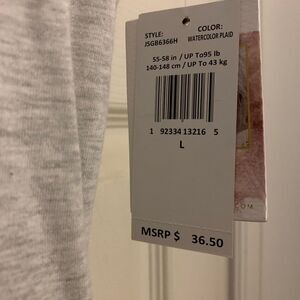 STYLE: COLOR:
JSGB6366H WATERCOLOR PLAID
55-58 in / UP To95 lb
140-148 cm / UP To 43 kg
1 92334 13216 5
L
MSRP $ 36.50
OM